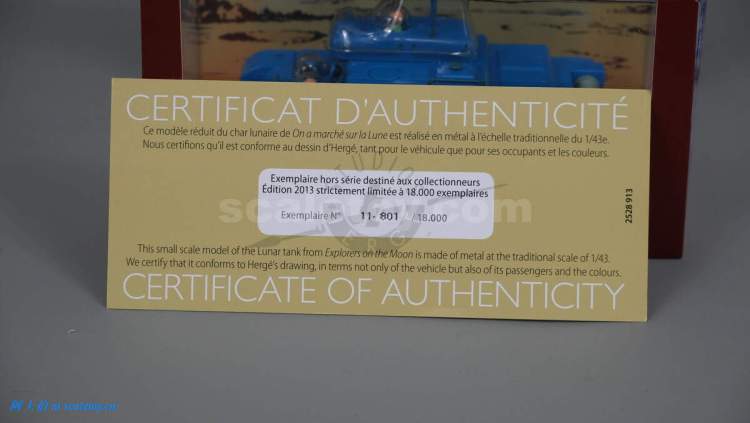 CERTIFICAT D'AUTHENTICITÉ
Ce modèle réduit du char lunaire de On a marché sur la Lune est réalisé en métal à l'échelle traditionnelle du 1/43e.
Nous certifions qu'il est conforme au dessin d'Hergé, tant pour le véhicule que pour ses occupants et les couleurs.
STUDIO
Exemplaire hors série destiné aux collectionneurs
Édition 2013 strictement limitée à 18.000 exemplaires
Exemplaire N° 11-801 / 18.000
2528 913
This small scale model of the Lunar tank from Explorers on the Moon is made of metal at the traditional scale of 1/43.
We certify that it conforms to Hergé's drawing, in terms not only of the vehicle but also of its passengers and the colours.
CERTIFICATE OF AUTHENTICITY